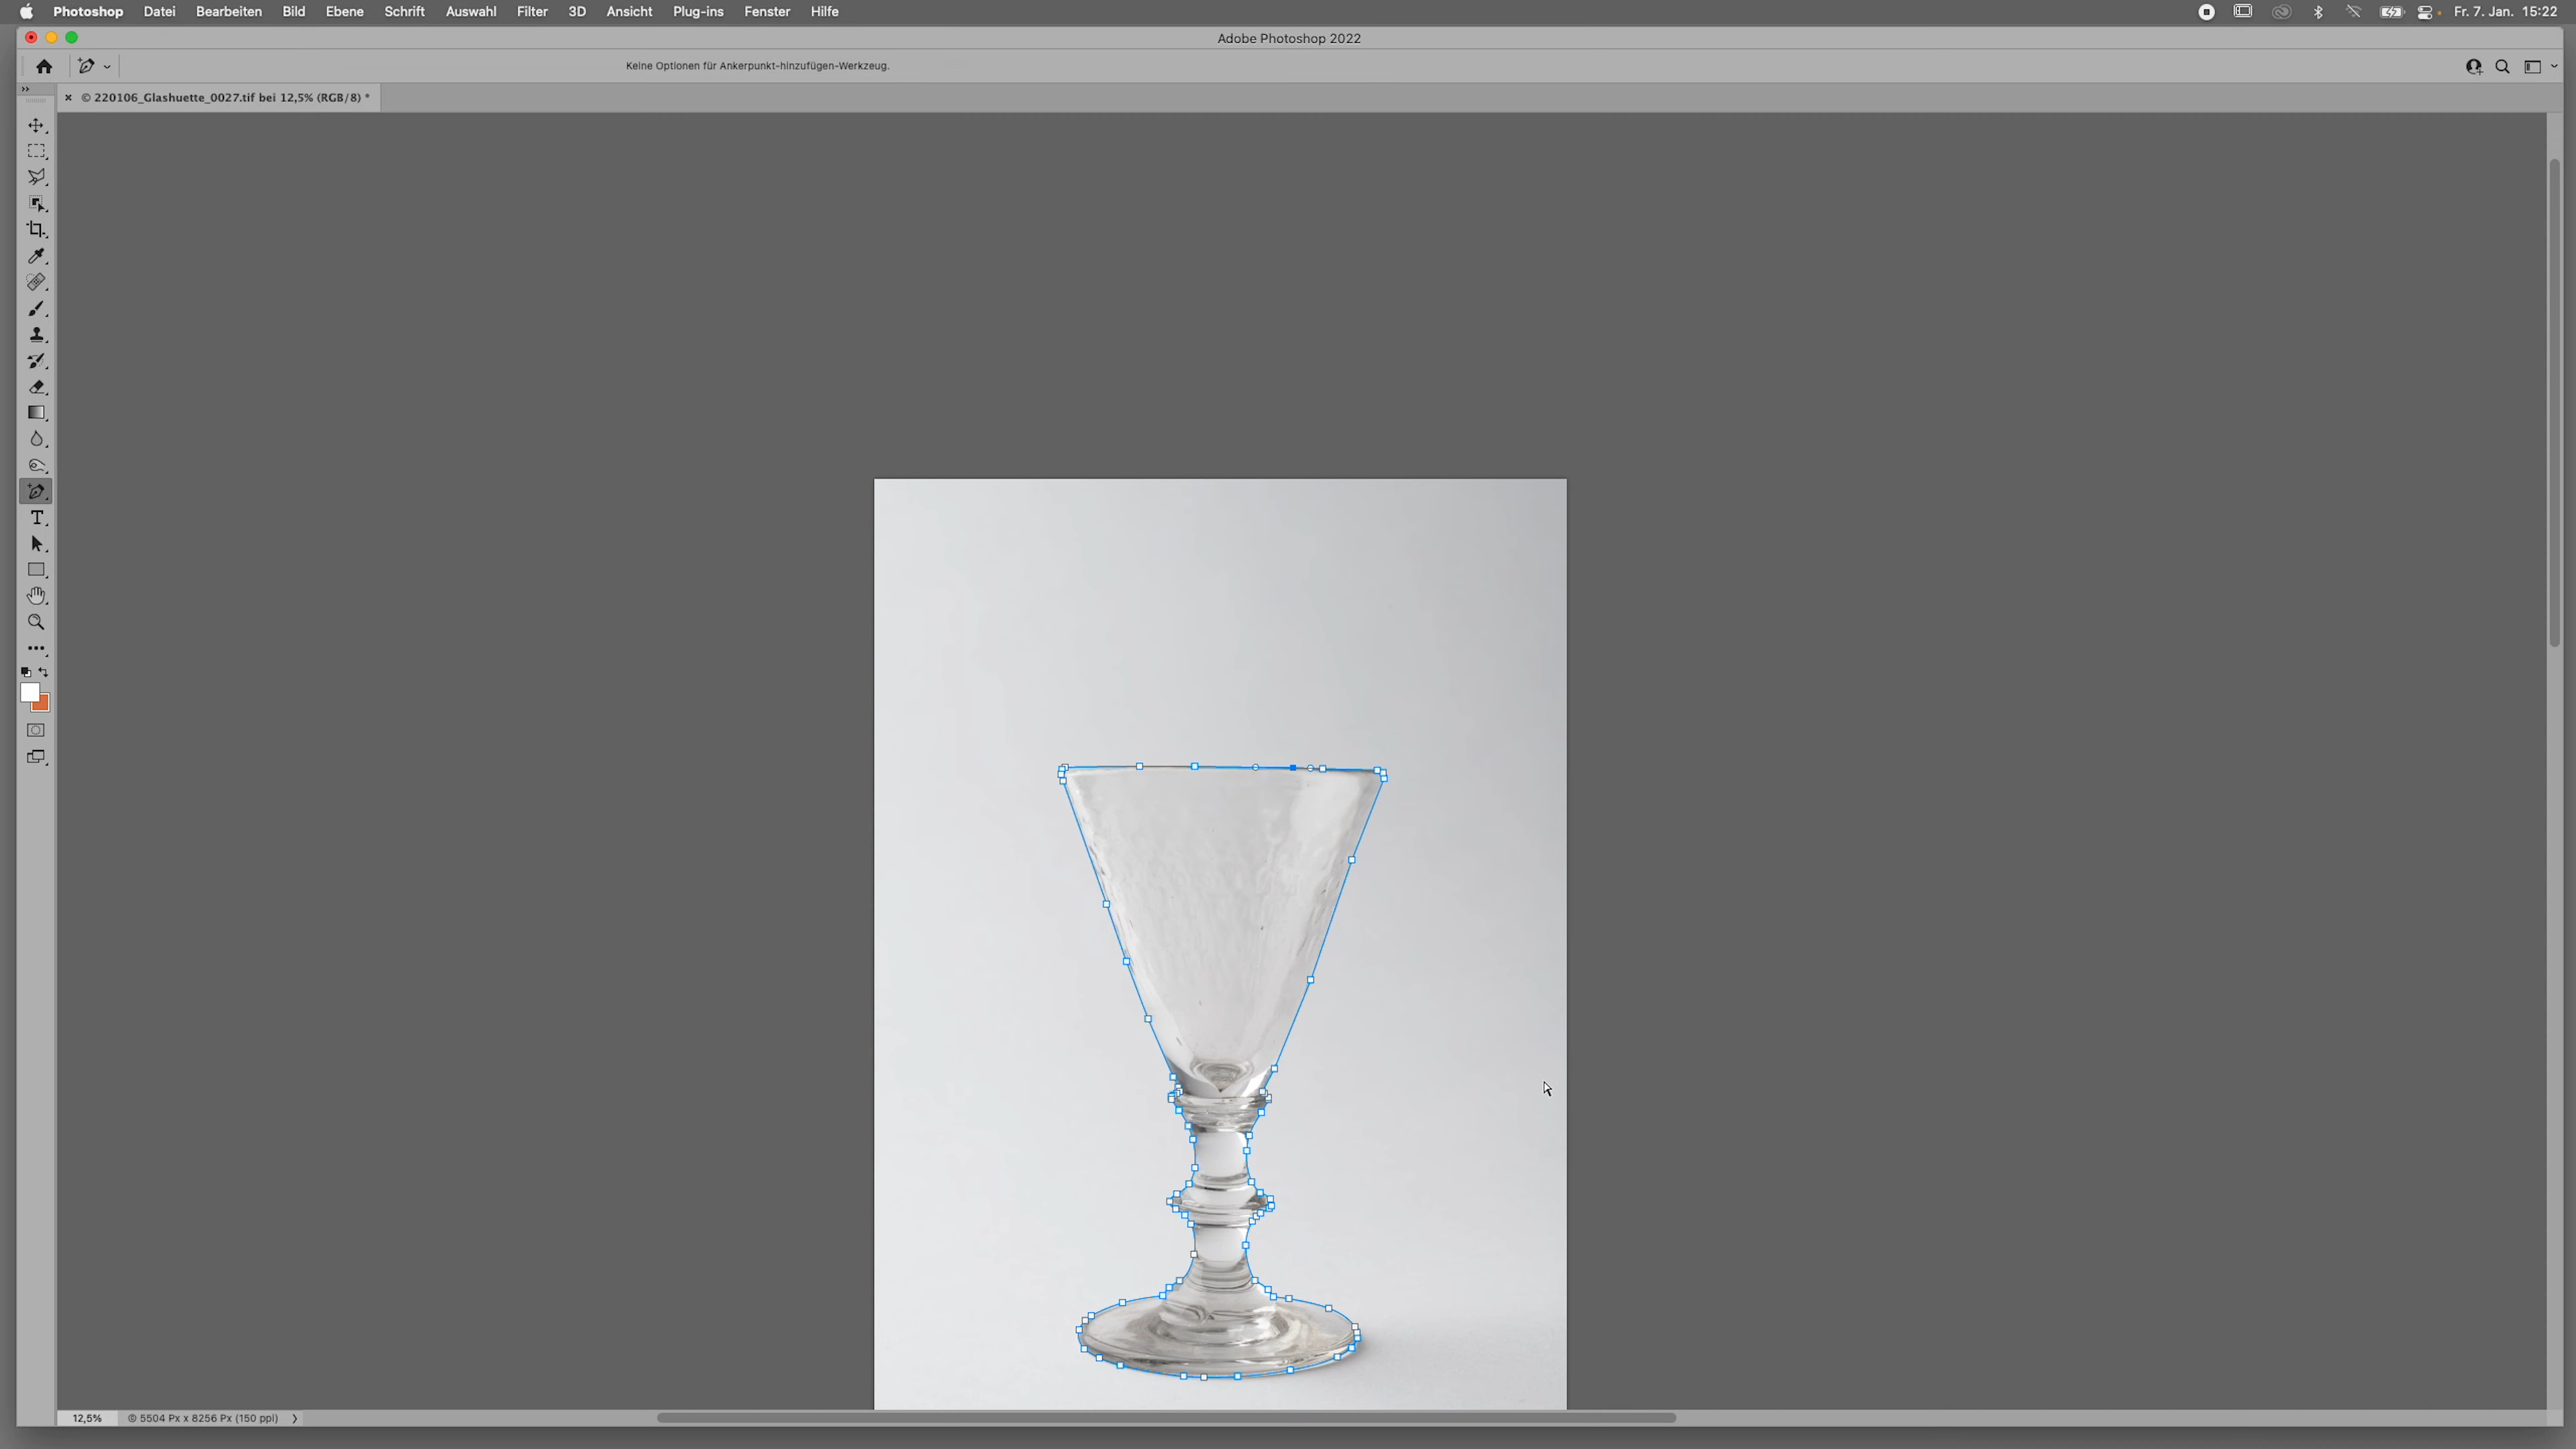 Photoshop Datei Bearbeiten Bild Ebene Schrift Auswahl Filter 3D Ansicht Plug-ins Fenster Hilfe Fr. 7. Jan. 15:22
Adobe Photoshop 2022
Keine Optionen für Ankerpunkt-hinzufügen-Werkzeug.
× © 220106_Glashuette_0027.tif bei 12,5% (RGB/8) *
12,5% © 5504 Px x 8256 Px (150 ppi)